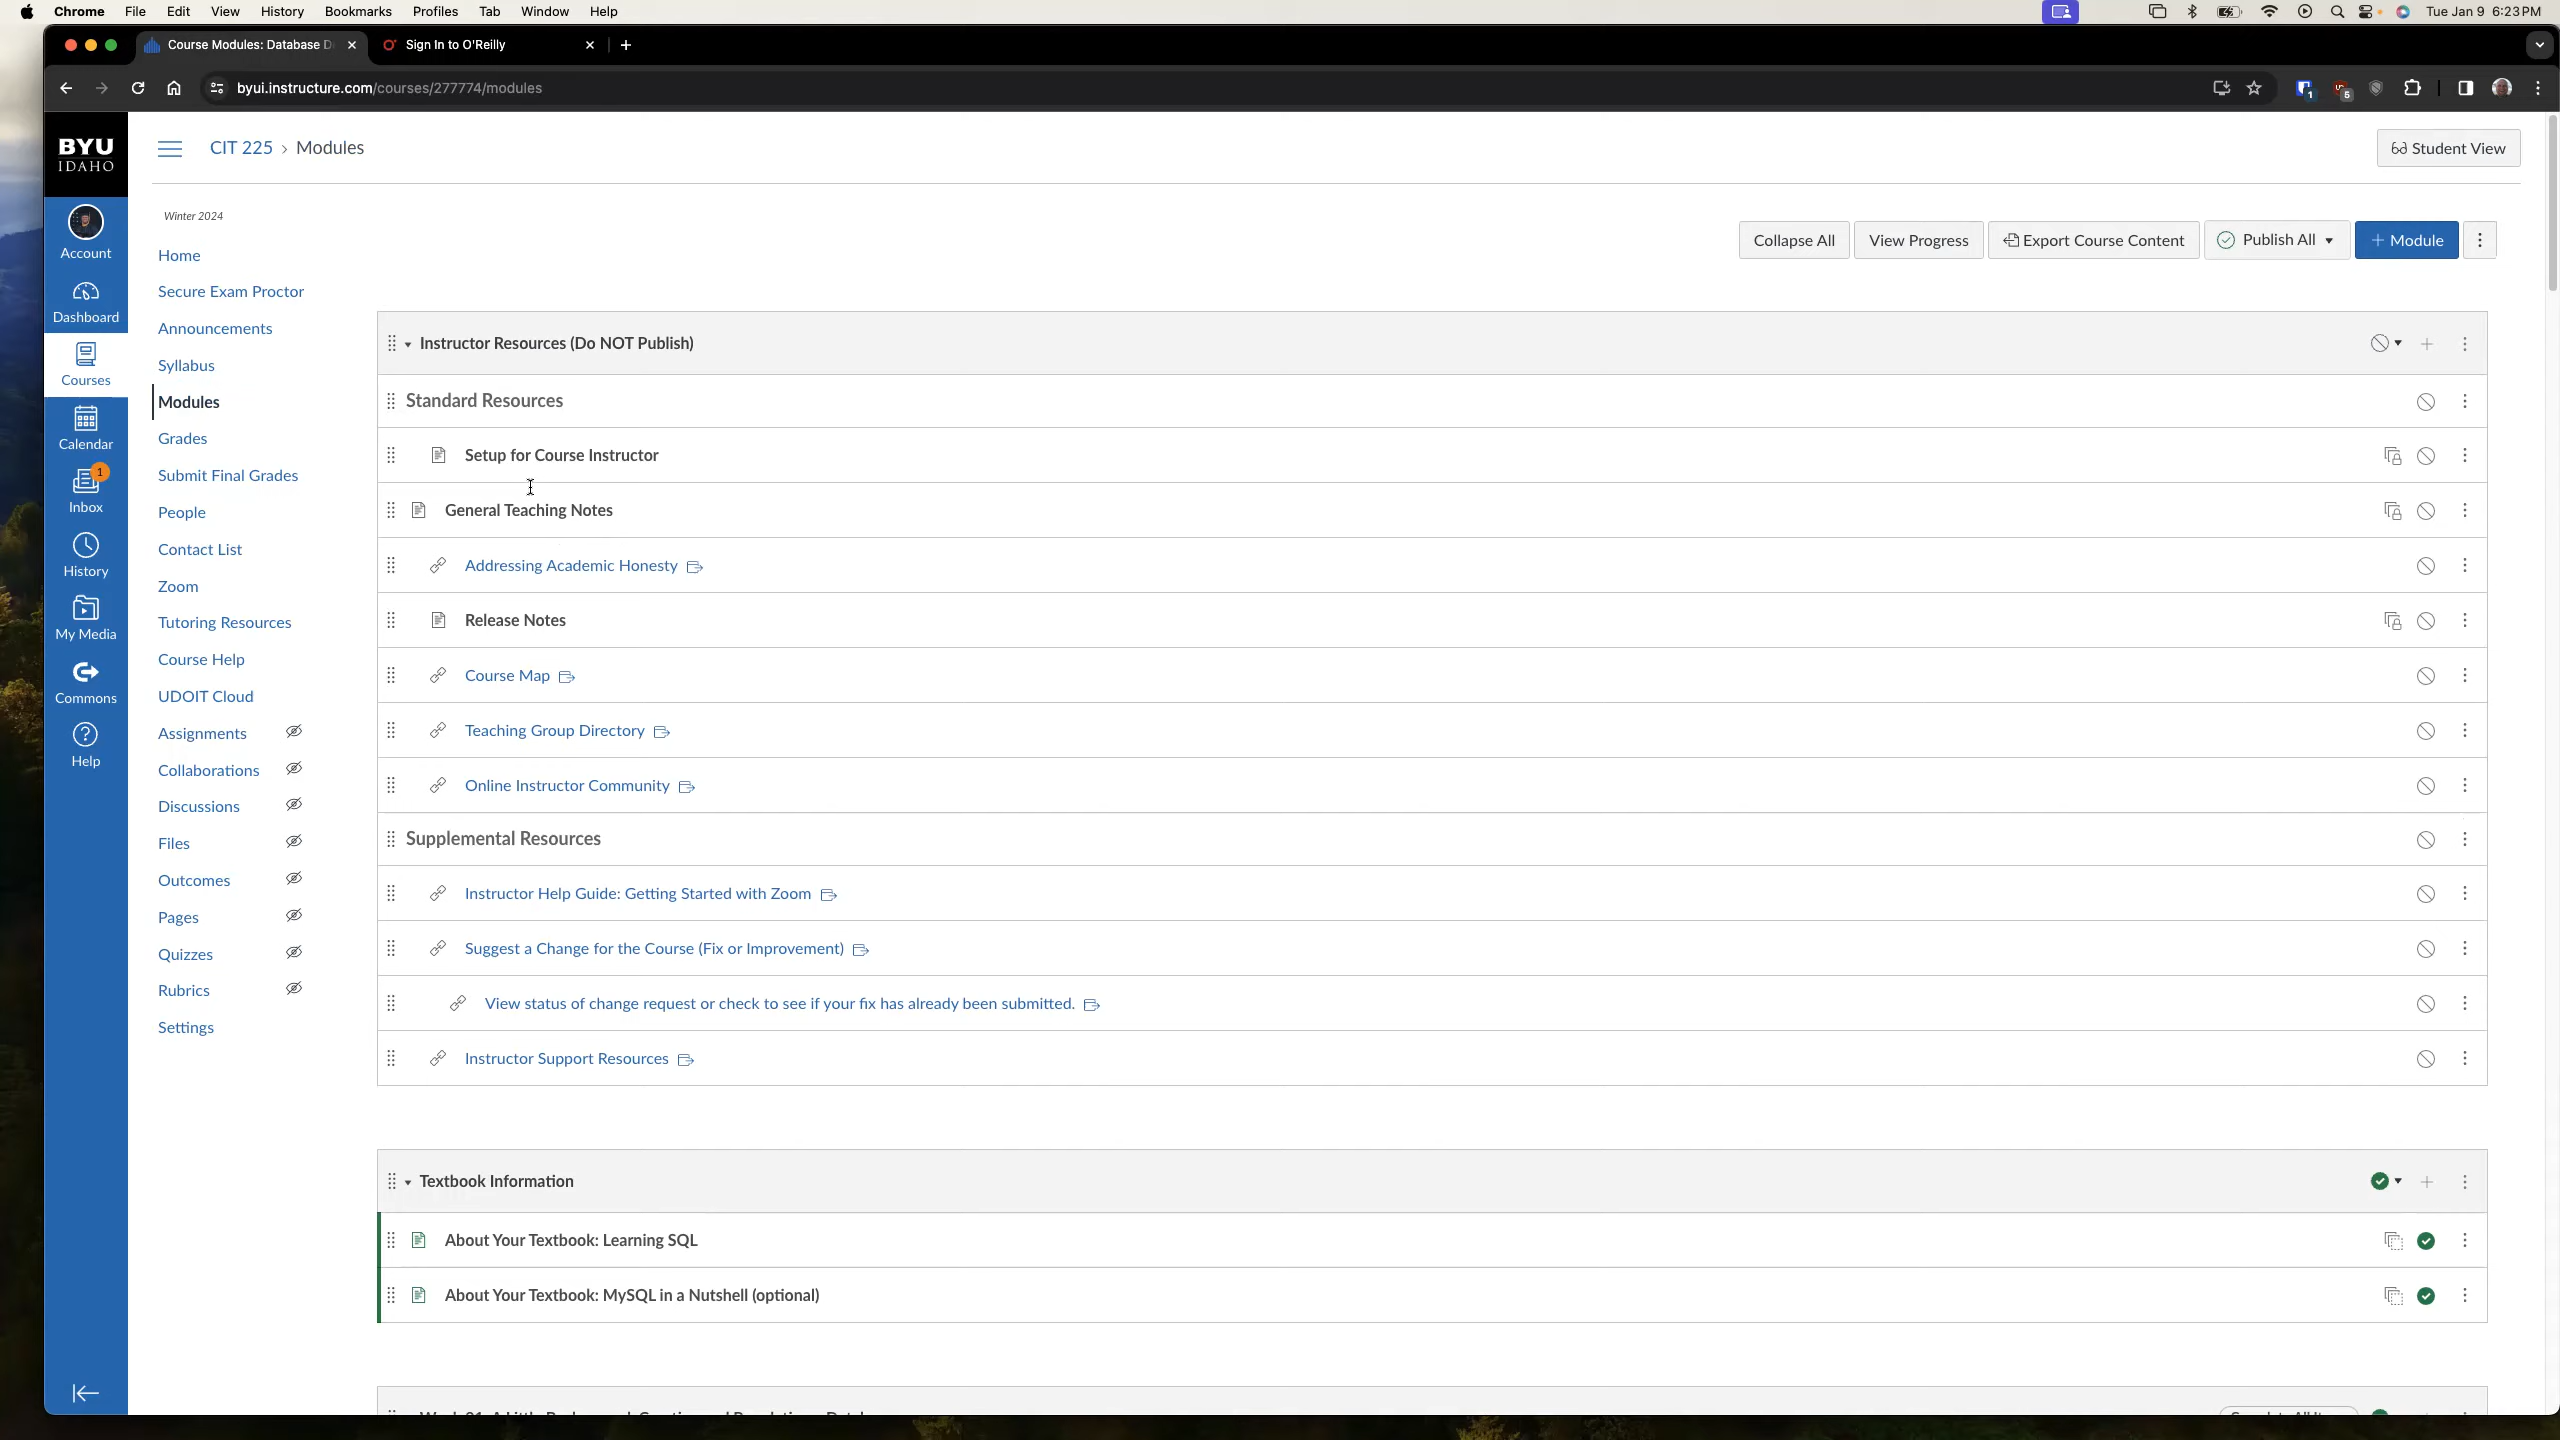 Chrome File Edit View History Bookmarks Profiles Tab Window Help Tue Jan 9 6:23 PM
Course Modules: Database D
Sign In to O'Reilly
byui.instructure.com/courses/277774/modules
1
5
BYU
IDAHO
Account
Dashboard
Courses
Calendar
1
Inbox
History
My Media
Commons
Help
CIT 225 › Modules
Student View
Winter 2024
Home
Secure Exam Proctor
Announcements
Syllabus
Modules
Grades
Submit Final Grades
People
Contact List
Zoom
Tutoring Resources
Course Help
UDOIT Cloud
Assignments
Collaborations
Discussions
Files
Outcomes
Pages
Quizzes
Rubrics
Settings
Collapse All View Progress Export Course Content Publish All + Module
Instructor Resources (Do NOT Publish)
Standard Resources
Setup for Course Instructor
General Teaching Notes
Addressing Academic Honesty
Release Notes
Course Map
Teaching Group Directory
Online Instructor Community
Supplemental Resources
Instructor Help Guide: Getting Started with Zoom
Suggest a Change for the Course (Fix or Improvement)
View status of change request or check to see if your fix has already been submitted.
Instructor Support Resources
Textbook Information
About Your Textbook: Learning SQL
About Your Textbook: MySQL in a Nutshell (optional)